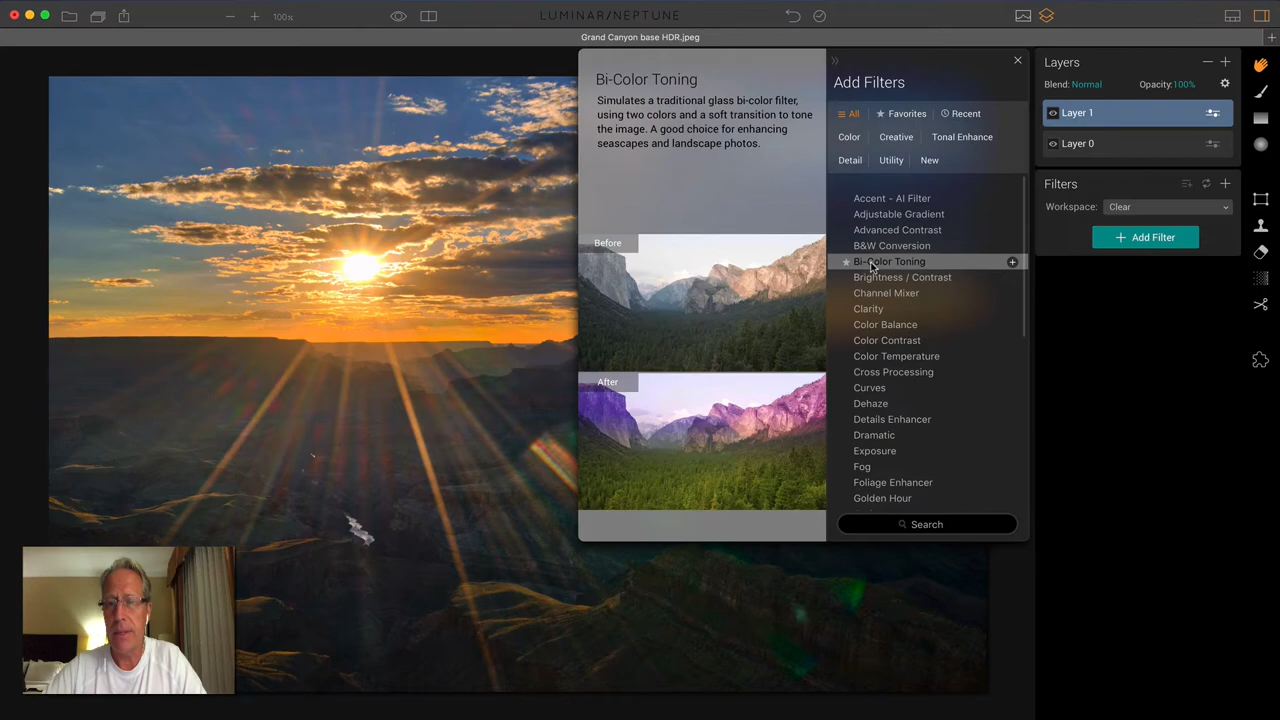 100%
LUMINAR/NEPTUNE
Grand Canyon base HDR.jpeg
Bi-Color Toning
Simulates a traditional glass bi-color filter,
using two colors and a soft transition to tone
the image. A good choice for enhancing
seascapes and landscape photos.
Before
After
Add Filters
All
Favorites
Recent
Color
Creative
Tonal Enhance
Detail
Utility
New
Accent - AI Filter
Adjustable Gradient
Advanced Contrast
B&W Conversion
Bi-Color Toning
Brightness / Contrast
Channel Mixer
Clarity
Color Balance
Color Contrast
Color Temperature
Cross Processing
Curves
Dehaze
Details Enhancer
Dramatic
Exposure
Fog
Foliage Enhancer
Golden Hour
Search
Layers
Blend: Normal
Opacity: 100%
Layer 1
Layer 0
Filters
Workspace: Clear
Add Filter